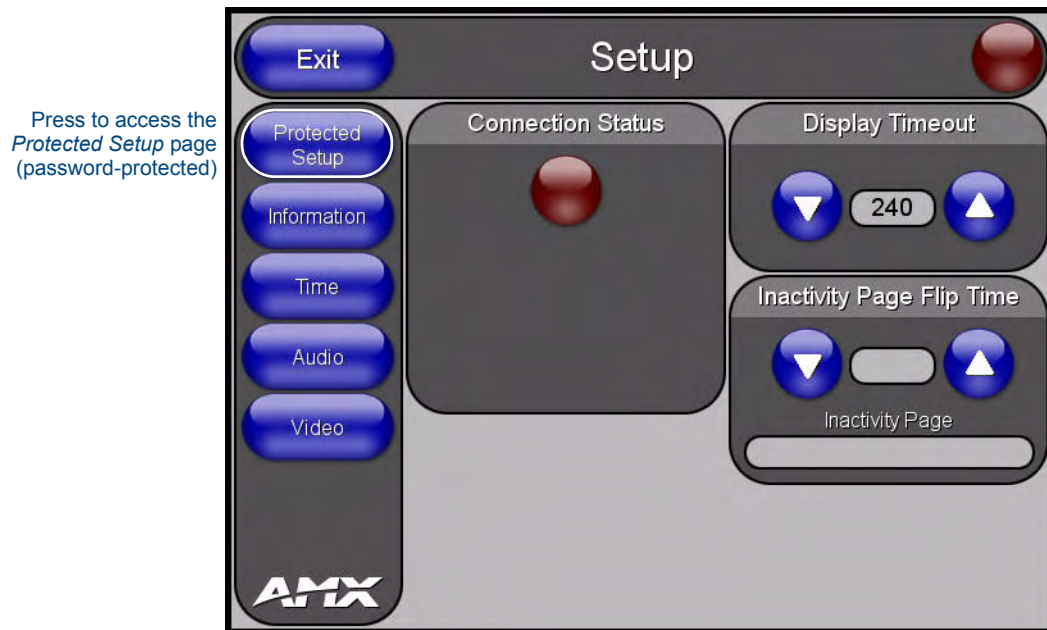 Exit
Setup
Press to access the
Protected Setup page
(password-protected)
Protected
Setup
Information
Time
Audio
Video
AMX
Connection Status
Display Timeout
240
Inactivity Page Flip Time
Inactivity Page